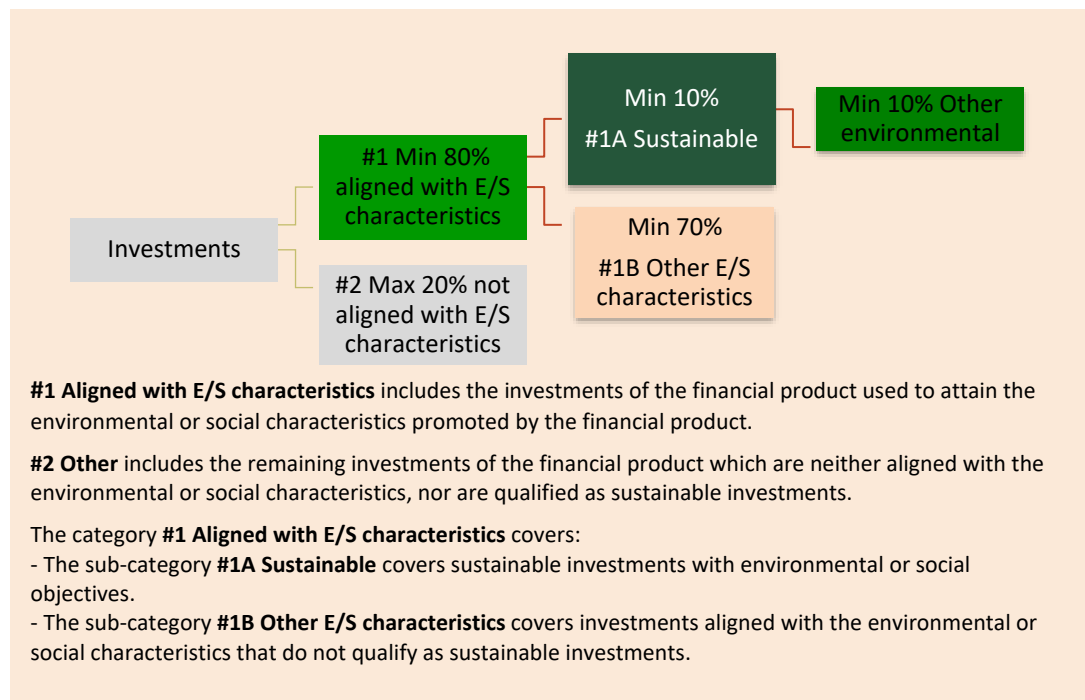 Investments
#1 Min 80%
aligned with E/S
characteristics
#2 Max 20% not
aligned with E/S
characteristics
Min 10%
#1A Sustainable
Min 70%
#1B Other E/S
characteristics
Min 10% Other
environmental
#1 Aligned with E/S characteristics includes the investments of the financial product used to attain the
environmental or social characteristics promoted by the financial product.
#2 Other includes the remaining investments of the financial product which are neither aligned with the
environmental or social characteristics, nor are qualified as sustainable investments.
The category #1 Aligned with E/S characteristics covers:
- The sub-category #1A Sustainable covers sustainable investments with environmental or social
objectives.
- The sub-category #1B Other E/S characteristics covers investments aligned with the environmental or
social characteristics that do not qualify as sustainable investments.